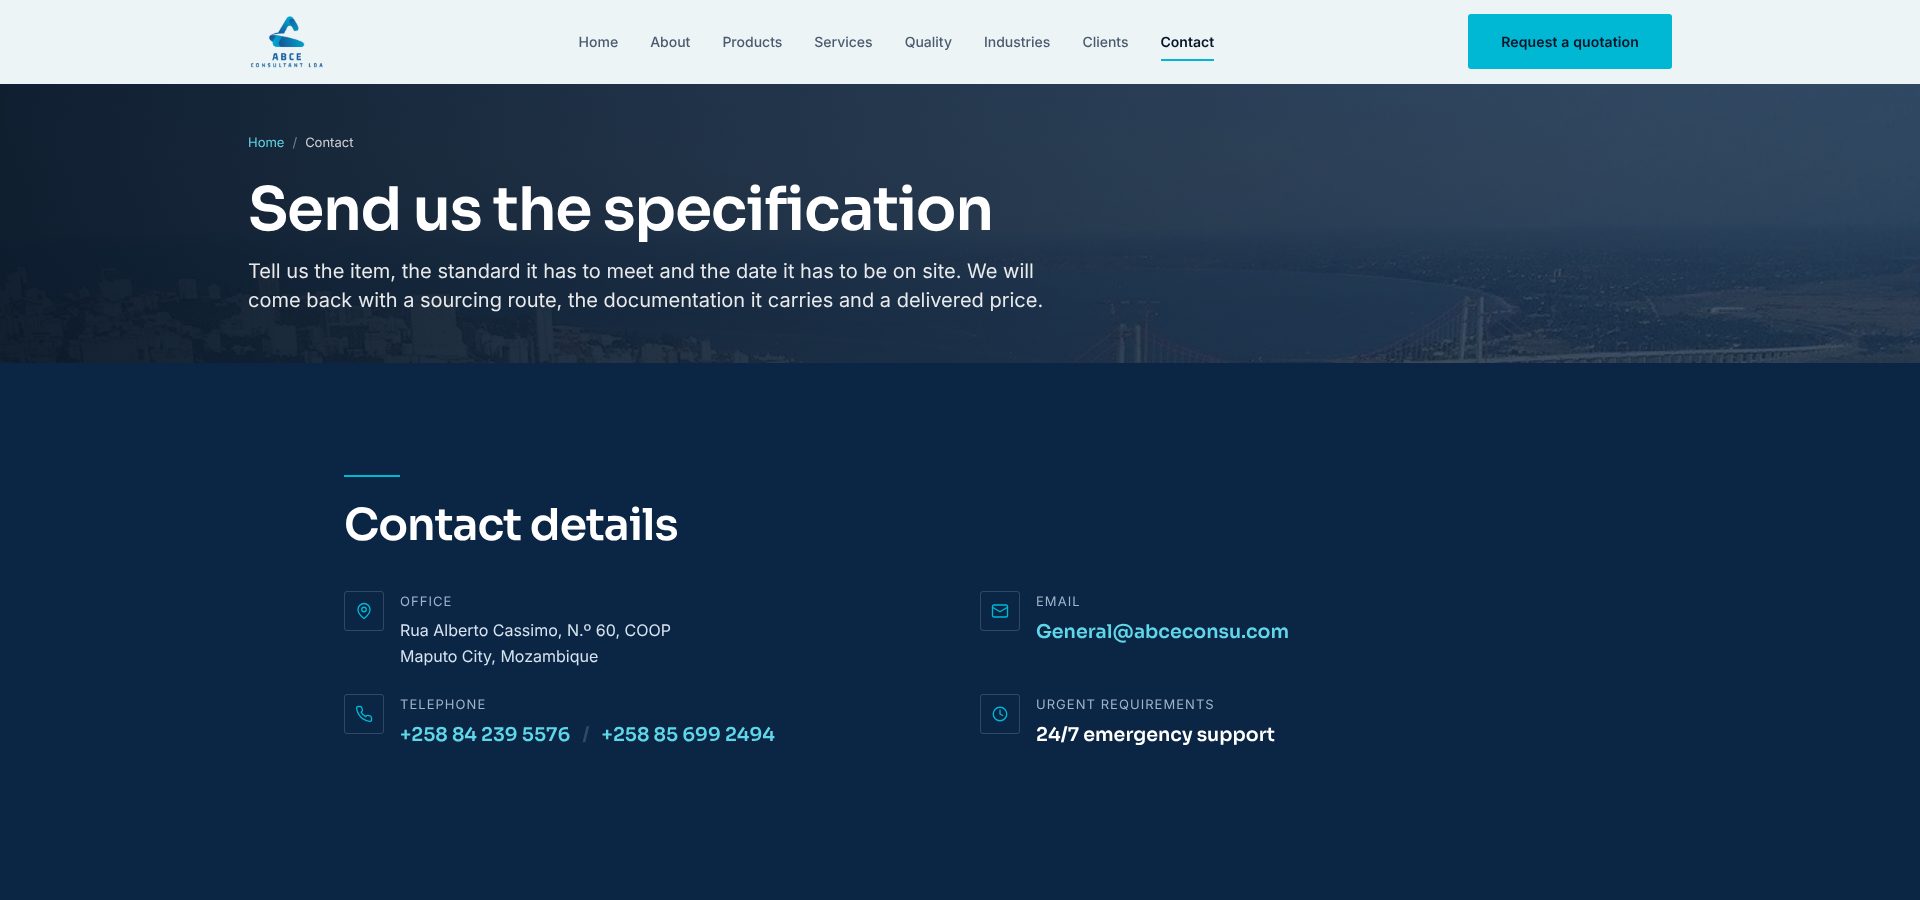 ABCE
CONSULTANT LDA
Home
About
Products
Services
Quality
Industries
Clients
Contact
Request a quotation
Home / Contact
Send us the specification
Tell us the item, the standard it has to meet and the date it has to be on site. We will
come back with a sourcing route, the documentation it carries and a delivered price.
Contact details
OFFICE
Rua Alberto Cassimo, N.º 60, COOP
Maputo City, Mozambique
EMAIL
General@abceconsu.com
TELEPHONE
+258 84 239 5576 / +258 85 699 2494
URGENT REQUIREMENTS
24/7 emergency support